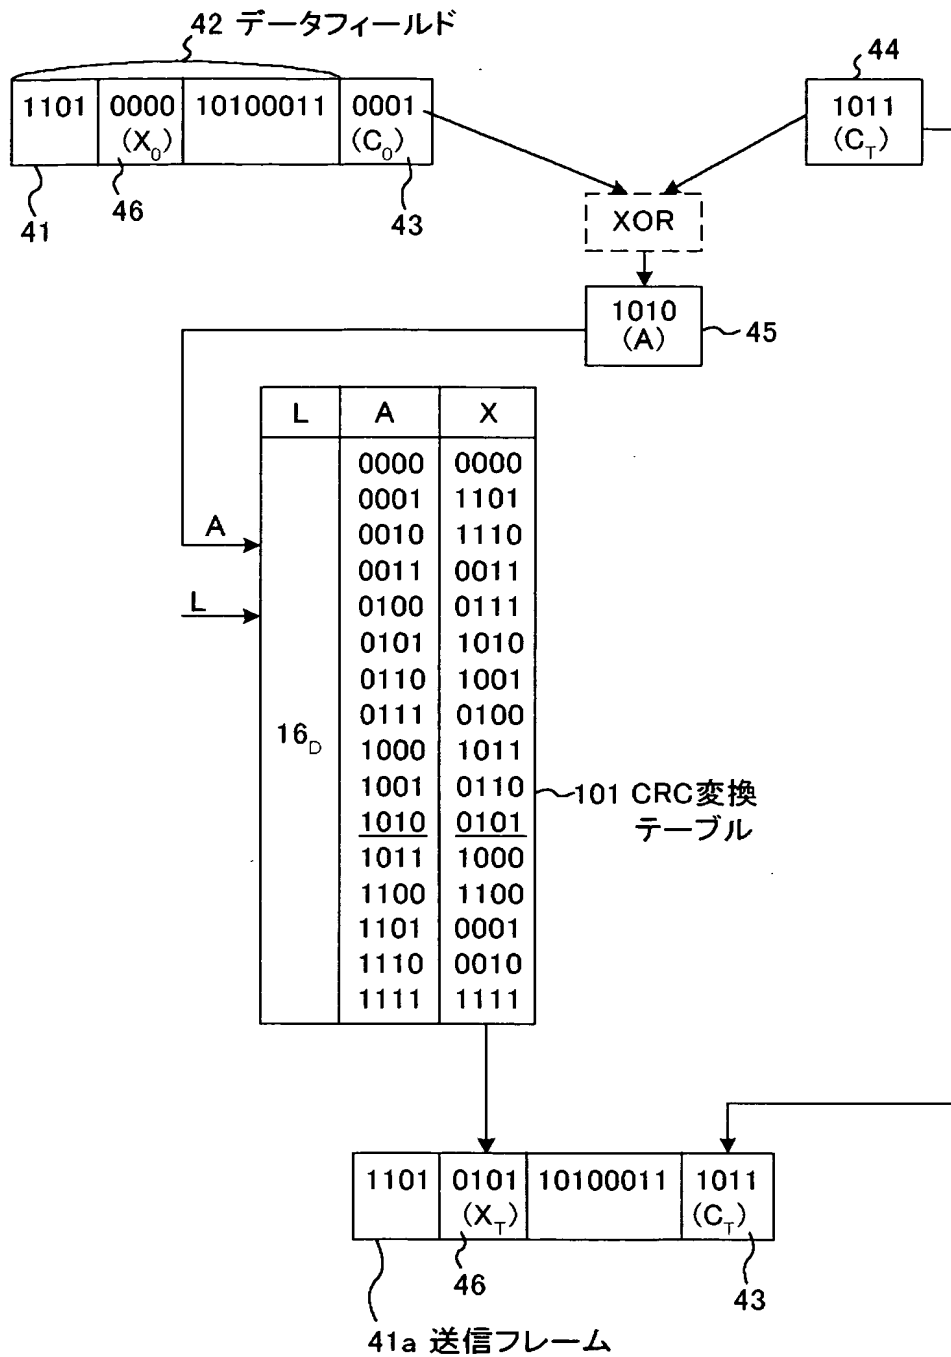 42 データフィールド
1101 0000 10100011 0001
(X0) (C0)
41 46 43
44
1011
(CT)
XOR
1010
(A)
45
L A X
0000 0000
0001 1101
0010 1110
0011 0011
0100 0111
0101 1010
0110 1001
0111 0100
16D 1000 1011
1001 0110
1010 0101
1011 1000
1100 1100
1101 0001
1110 0010
1111 1111
A
L
101 CRC変換
テーブル
1101 0101 10100011 1011
(XT) (CT)
46 43
41a 送信フレーム